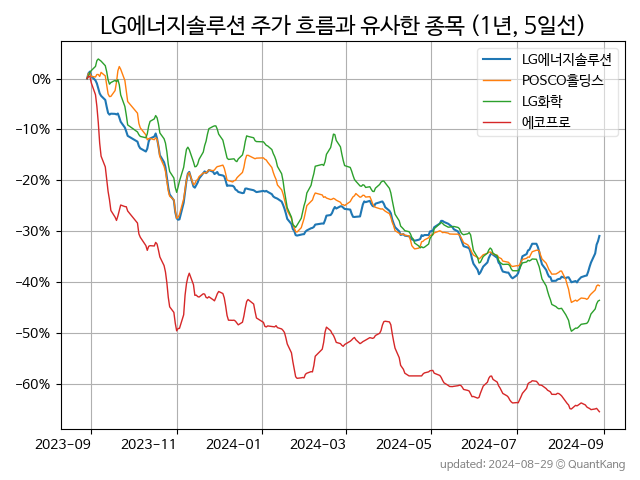 LG에너지솔루션 주가 흐름과 유사한 종목 (1년, 5일선)
LG에너지솔루션
POSCO홀딩스
LG화학
에코프로
0%
−10%
−20%
−30%
−40%
−50%
−60%
2023-09 2023-11 2024-01 2024-03 2024-05 2024-07 2024-09
updated: 2024-08-29 © QuantKang